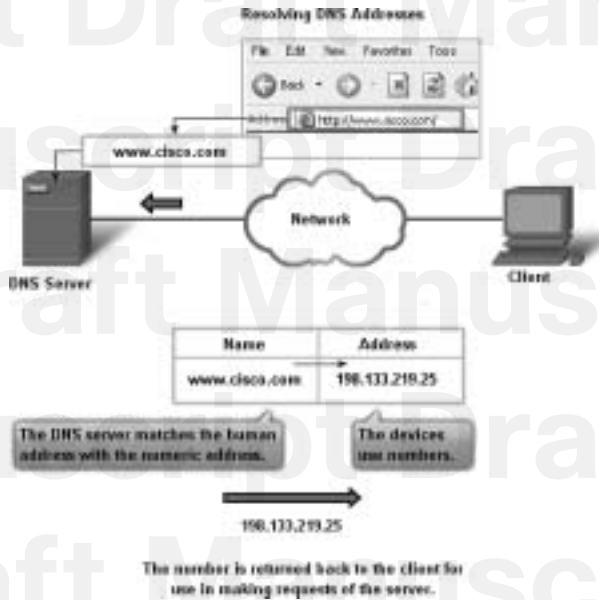 Resolving DNS Addresses
File Edit View Favorites Tools
Back
Address http://www.cisco.com/
www.cisco.com
Network
DNS Server
Client
Name Address
www.cisco.com 198.133.219.25
The DNS server matches the human
address with the numeric address.
The devices
use numbers.
198.133.219.25
The number is returned back to the client for
use in making requests of the server.
Draft Manuscript